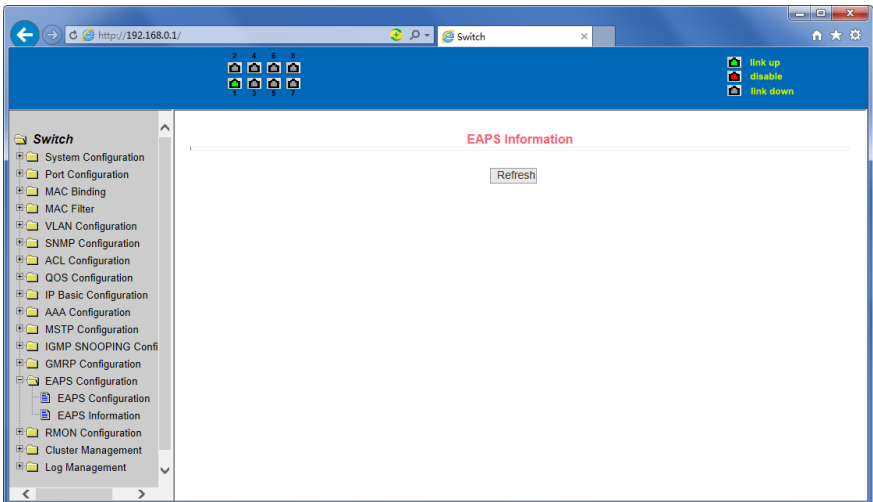 http://192.168.0.1/
Switch
2 4 6 8
1 3 5 7
link up
disable
link down
Switch
System Configuration
Port Configuration
MAC Binding
MAC Filter
VLAN Configuration
SNMP Configuration
ACL Configuration
QOS Configuration
IP Basic Configuration
AAA Configuration
MSTP Configuration
IGMP SNOOPING Confi
GMRP Configuration
EAPS Configuration
EAPS Configuration
EAPS Information
RMON Configuration
Cluster Management
Log Management
EAPS Information
Refresh